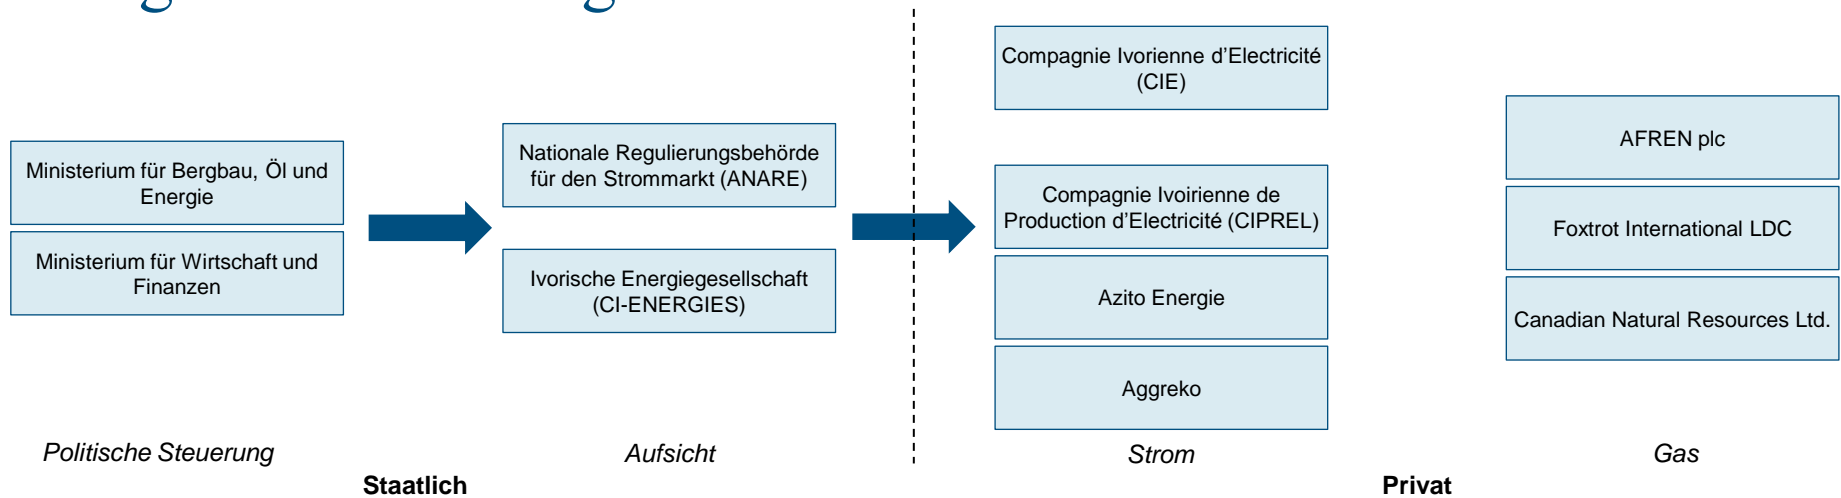 Compagnie Ivorienne d'Electricité
(CIE)
Ministerium für Bergbau, Öl und
Energie
Ministerium für Wirtschaft und
Finanzen
Nationale Regulierungsbehörde
für den Strommarkt (ANARE)
Ivorische Energiegesellschaft
(CI-ENERGIES)
Compagnie Ivoirienne de
Production d'Electricité (CIPREL)
Azito Energie
Aggreko
AFREN plc
Foxtrot International LDC
Canadian Natural Resources Ltd.
Politische Steuerung
Aufsicht
Strom
Gas
Staatlich
Privat